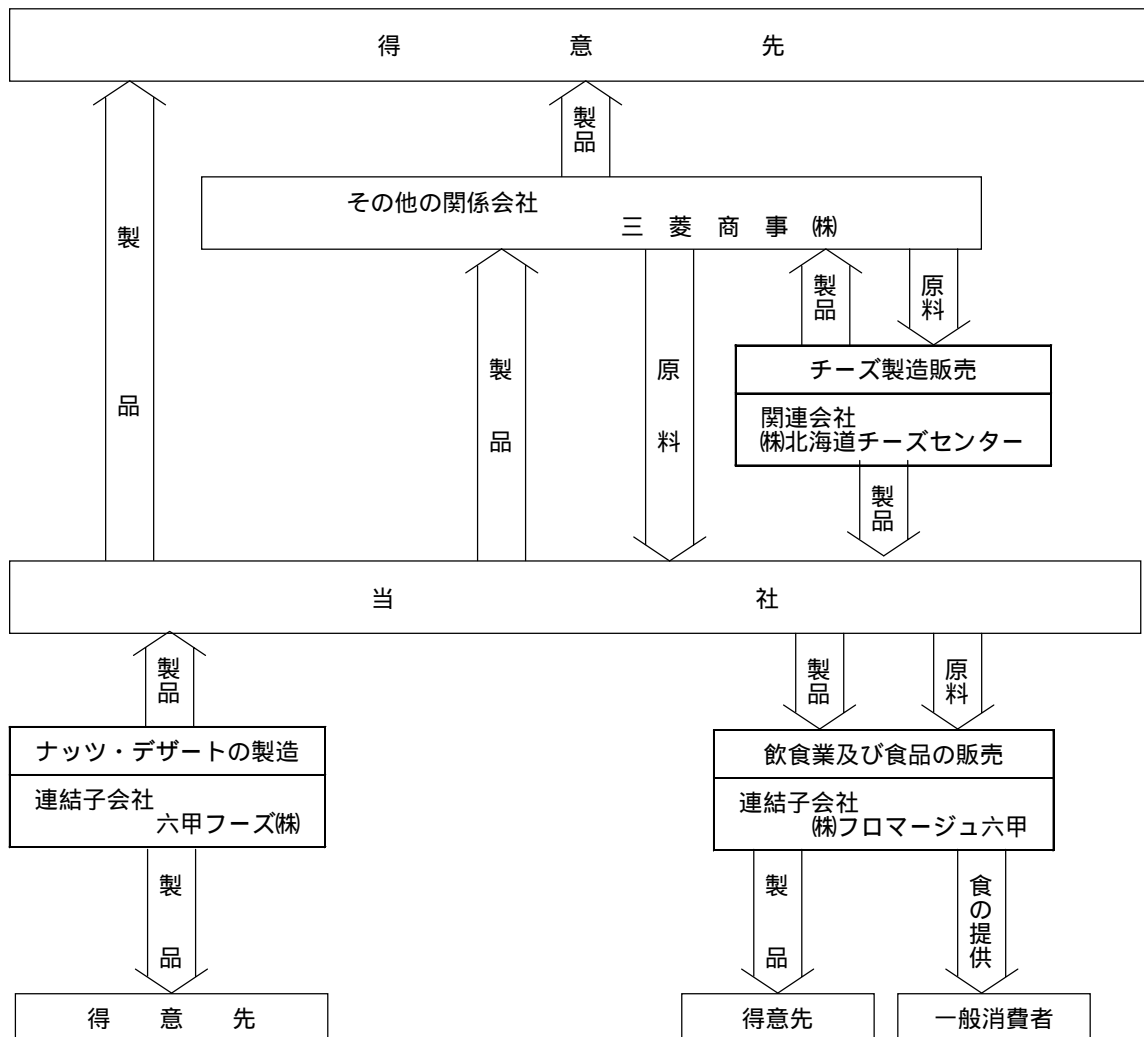 得意先
製品
その他の関係会社
三菱商事㈱
製品
製品
原料
製品
原料
チーズ製造販売
関連会社
㈱北海道チーズセンター
製品
当社
製品
製品
原料
ナッツ・デザートの製造
連結子会社
六甲フーズ㈱
飲食業及び食品の販売
連結子会社
㈱フロマージュ六甲
製品
製品
食の提供
得意先
得意先
一般消費者